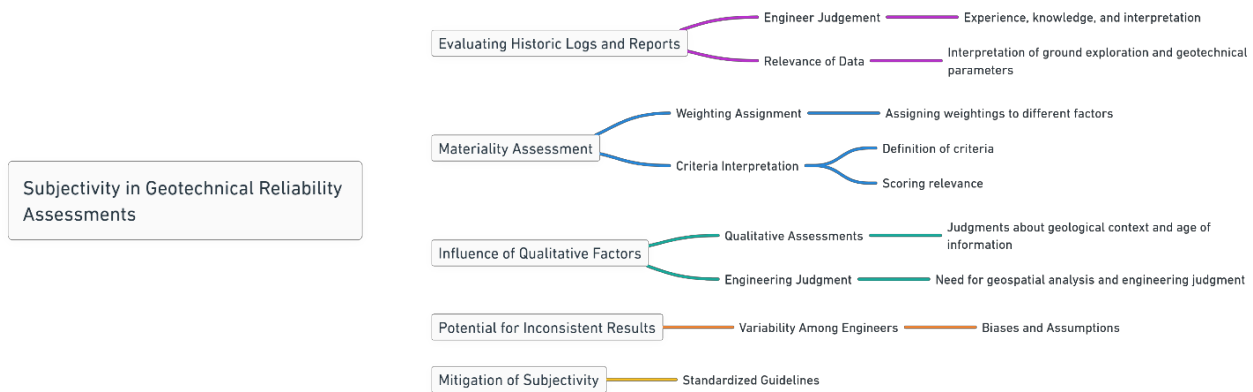 Subjectivity in Geotechnical Reliability
Assessments
Evaluating Historic Logs and Reports
Engineer Judgement
Experience, knowledge, and interpretation
Relevance of Data
Interpretation of ground exploration and geotechnical
parameters
Materiality Assessment
Weighting Assignment
Assigning weightings to different factors
Criteria Interpretation
Definition of criteria
Scoring relevance
Influence of Qualitative Factors
Qualitative Assessments
Judgments about geological context and age of
information
Engineering Judgment
Need for geospatial analysis and engineering judgment
Potential for Inconsistent Results
Variability Among Engineers
Biases and Assumptions
Mitigation of Subjectivity
Standardized Guidelines